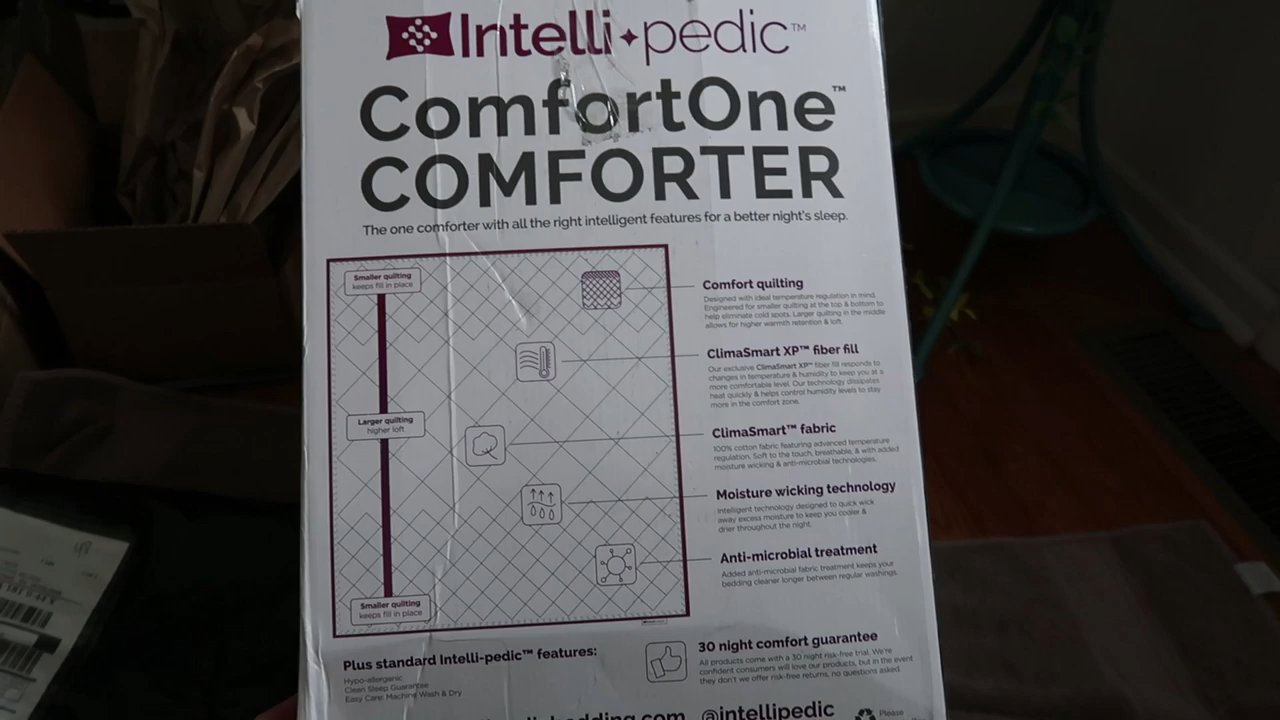 Intelli✦pedic™
ComfortOne™
COMFORTER
The one comforter with all the right intelligent features for a better night's sleep.
Smaller quilting
keeps fill in place
Larger quilting
higher loft
Smaller quilting
keeps fill in place
Comfort quilting
Designed with ideal temperature regulation in mind.
Engineered for smaller quilting at the top & bottom to
help eliminate cold spots. Larger quilting in the middle
allows for higher warmth retention & loft.
ClimaSmart XP™ fiber fill
Our exclusive ClimaSmart XP™ fiber fill responds to
changes in temperature & humidity to keep you at a
more comfortable level. Our technology dissipates
heat quickly & helps control humidity levels to stay
more in the comfort zone.
ClimaSmart™ fabric
100% cotton fabric featuring advanced temperature
regulation. Soft to the touch, breathable, & with added
moisture wicking & anti-microbial technologies.
Moisture wicking technology
Intelligent technology designed to quick wick
away excess moisture to keep you cooler &
drier throughout the night.
Anti-microbial treatment
Added anti-microbial fabric treatment keeps your
bedding cleaner longer between regular washings.
Plus standard Intelli-pedic™ features:
Hypo-allergenic
Clean Sleep Guarantee
Easy Care: Machine Wash & Dry
30 night comfort guarantee
All products come with a 30 night risk-free trial. We're
confident consumers will love our products, but in the event
they don't we offer risk-free returns, no questions asked.
@intellipedic
Please